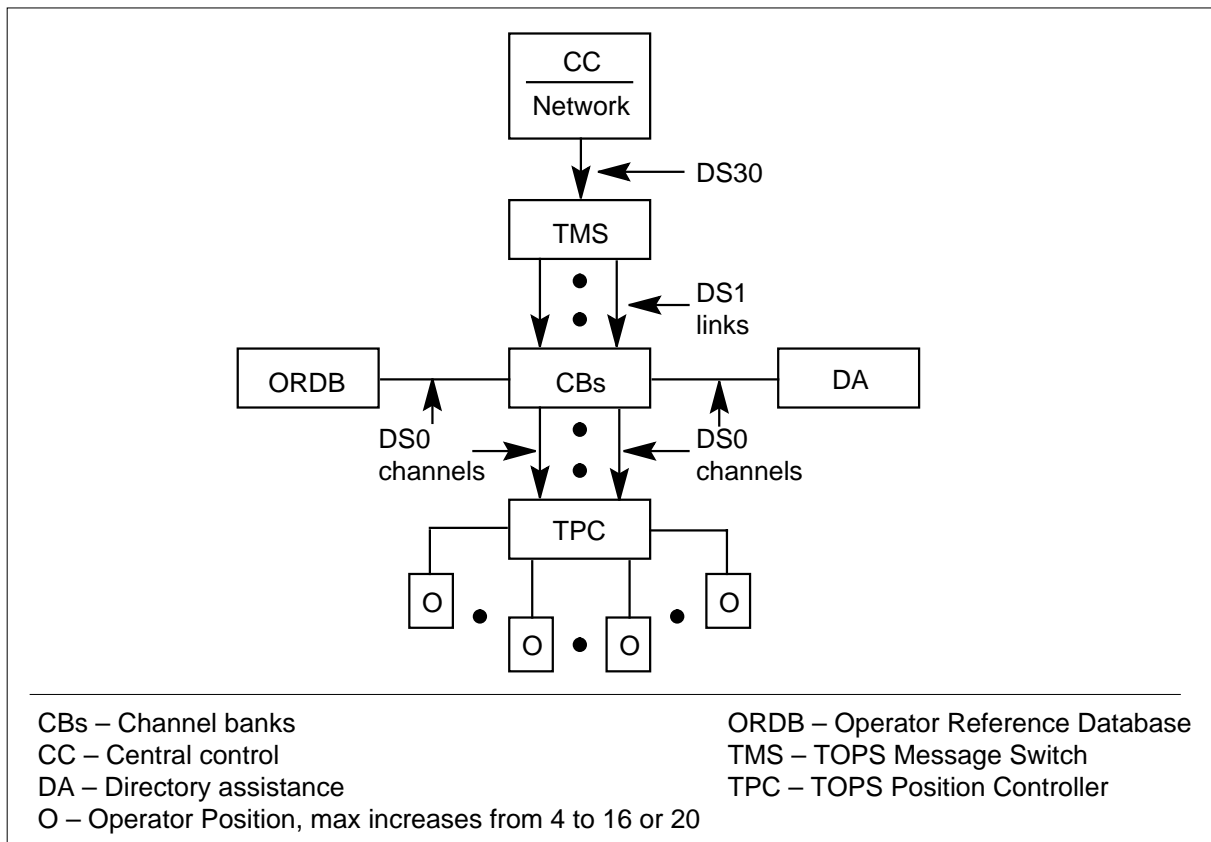 CC
Network
DS30
TMS
DS1
links
ORDB
CBs
DA
DS0
channels
DS0
channels
TPC
O
O
O
O
CBs – Channel banks
CC – Central control
DA – Directory assistance
O – Operator Position, max increases from 4 to 16 or 20
ORDB – Operator Reference Database
TMS – TOPS Message Switch
TPC – TOPS Position Controller